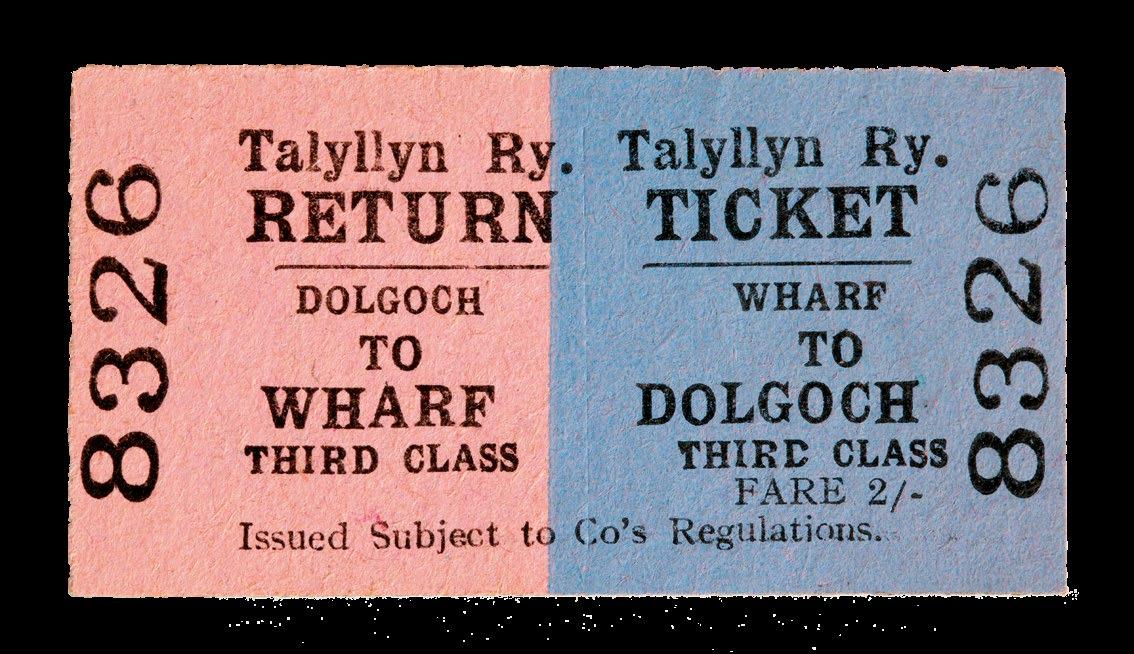 8326
Talyllyn Ry. Talyllyn Ry.
RETURN TICKET
DOLGOCH
TO
WHARF
THIRD CLASS
WHARF
TO
DOLGOCH
THIRD CLASS
FARE 2/-
Issued Subject to Co's Regulations.
8326